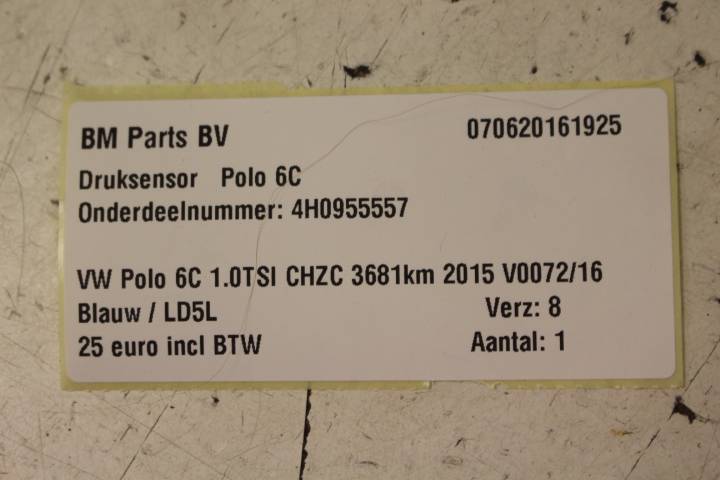 BM Parts BV 070620161925
Druksensor Polo 6C
Onderdeelnummer: 4H0955557
VW Polo 6C 1.0TSI CHZC 3681km 2015 V0072/16
Blauw / LD5L Verz: 8
25 euro incl BTW Aantal: 1